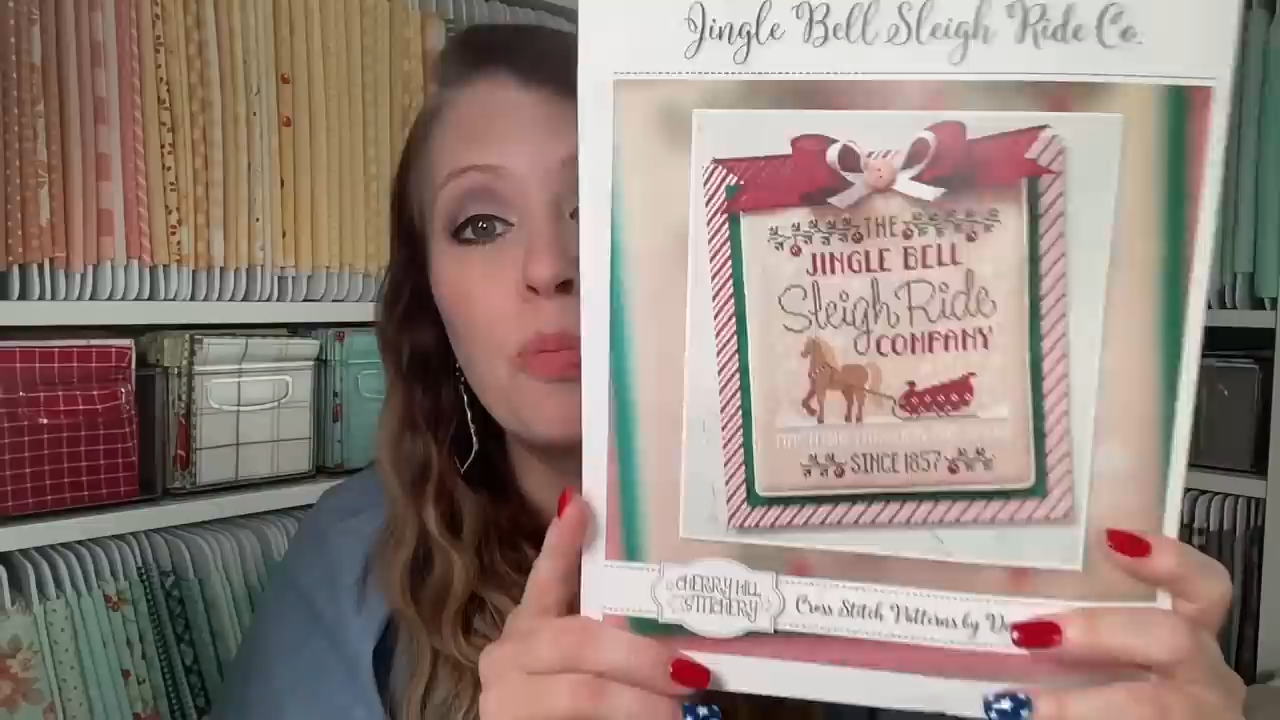 Jingle Bell Sleigh Ride Co.
THE
JINGLE BELL
Sleigh Ride
COMPANY
SINCE 1857
CHERRY HILL
STITCHERY
Cross Stitch Patterns by